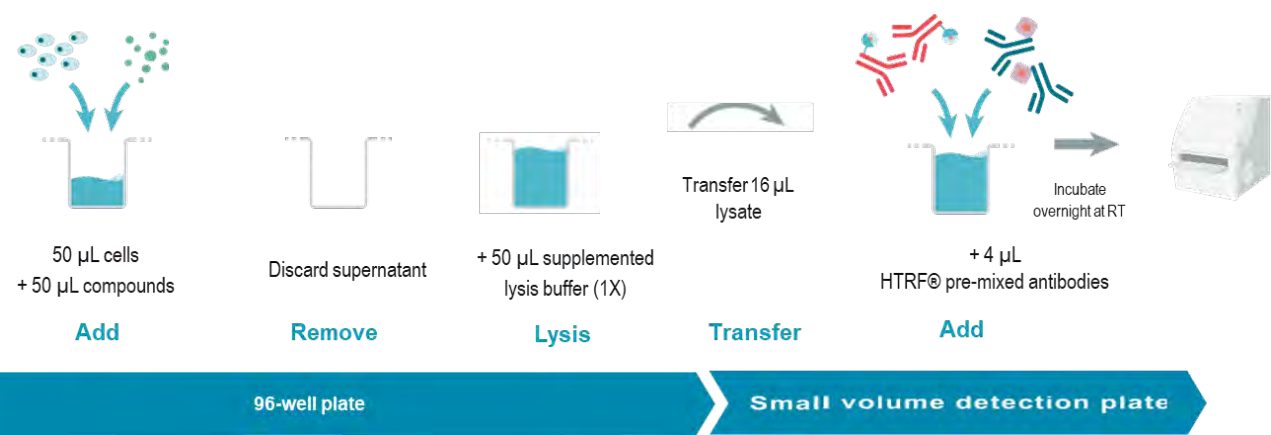 50 µL cells
+ 50 µL compounds
Add
Discard supernatant
Remove
+ 50 µL supplemented
lysis buffer (1X)
Lysis
Transfer 16 µL
lysate
Transfer
+ 4 µL
HTRF® pre-mixed antibodies
Add
Incubate
overnight at RT
96-well plate
Small volume detection plate